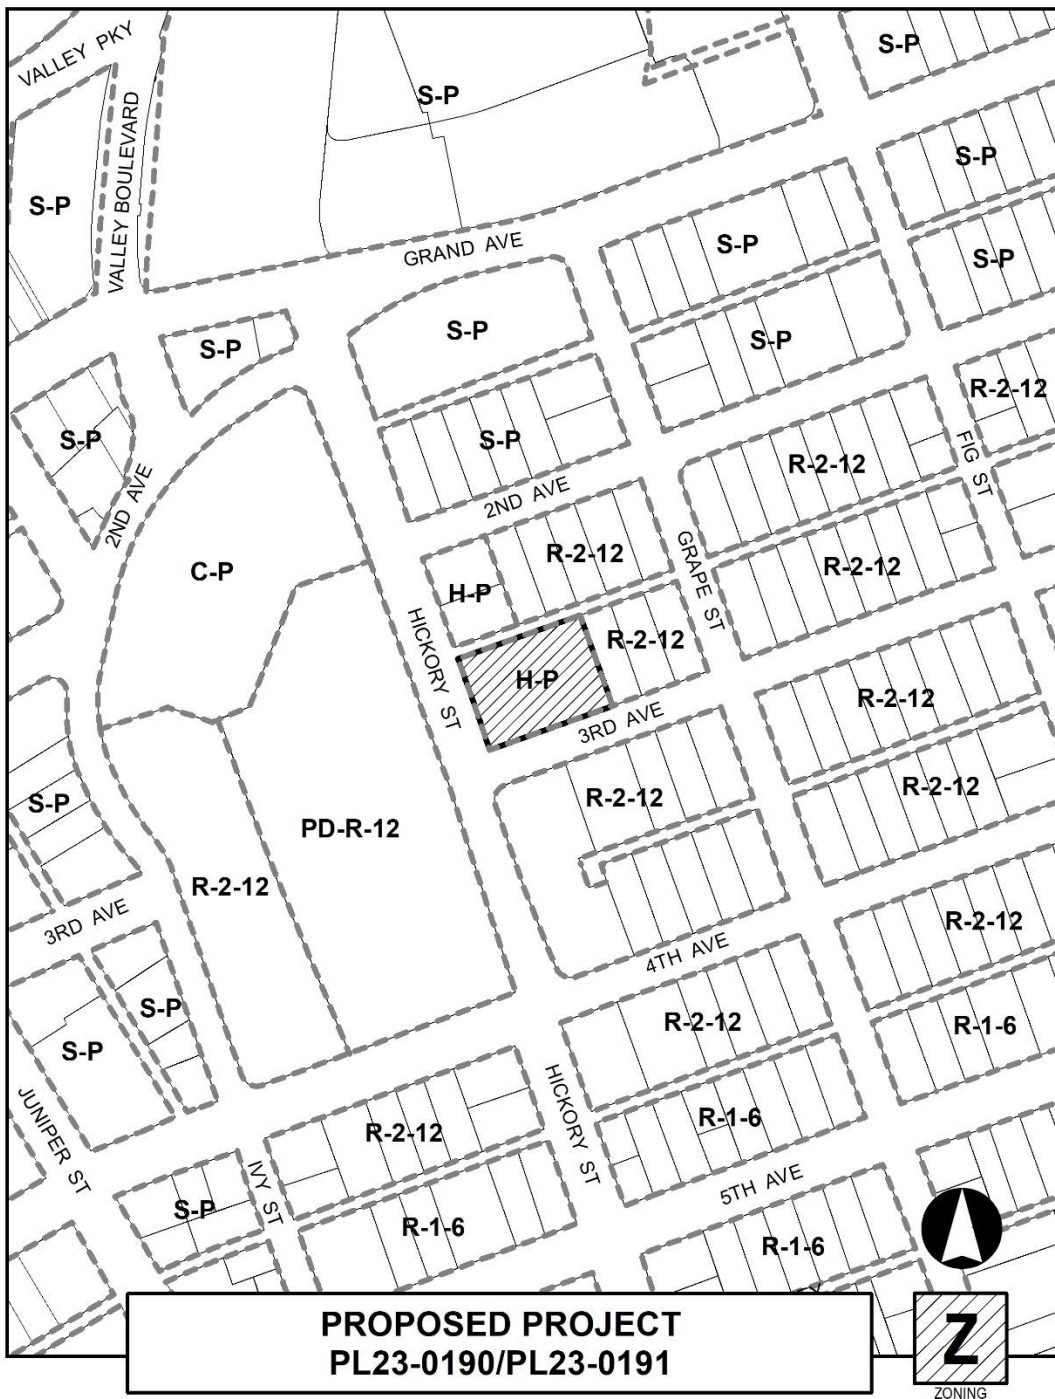 VALLEY PKY
S-P
S-P
VALLEY BOULEVARD
S-P
S-P
S-P
GRAND AVE
S-P
S-P
S-P
S-P
S-P
R-2-12
S-P
S-P
R-2-12
FIG ST
2ND AVE
2ND AVE
GRAPE ST
R-2-12
R-2-12
C-P
H-P
HICKORY ST
R-2-12
H-P
3RD AVE
R-2-12
R-2-12
R-2-12
S-P
PD-R-12
R-2-12
3RD AVE
R-2-12
4TH AVE
S-P
R-2-12
R-1-6
S-P
JUNIPER ST
R-2-12
HICKORY ST
R-1-6
IVY ST
5TH AVE
S-P
R-1-6
R-1-6
PROPOSED PROJECT
PL23-0190/PL23-0191
Z
ZONING